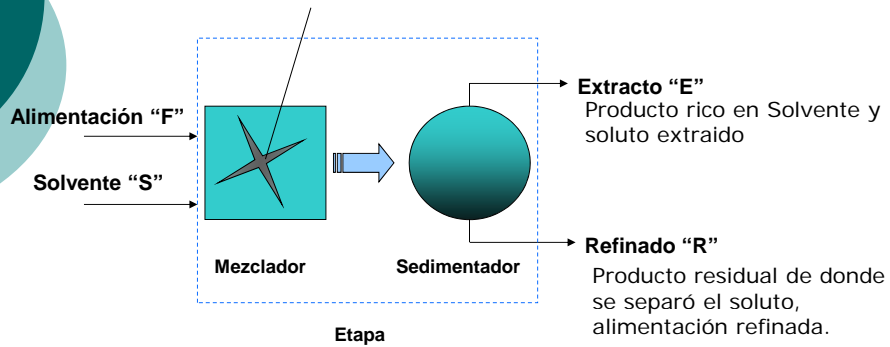 Alimentación “F”
Solvente “S”
Mezclador
Sedimentador
Etapa
Extracto “E”
Producto rico en Solvente y
soluto extraido
Refinado “R”
Producto residual de donde
se separó el soluto,
alimentación refinada.